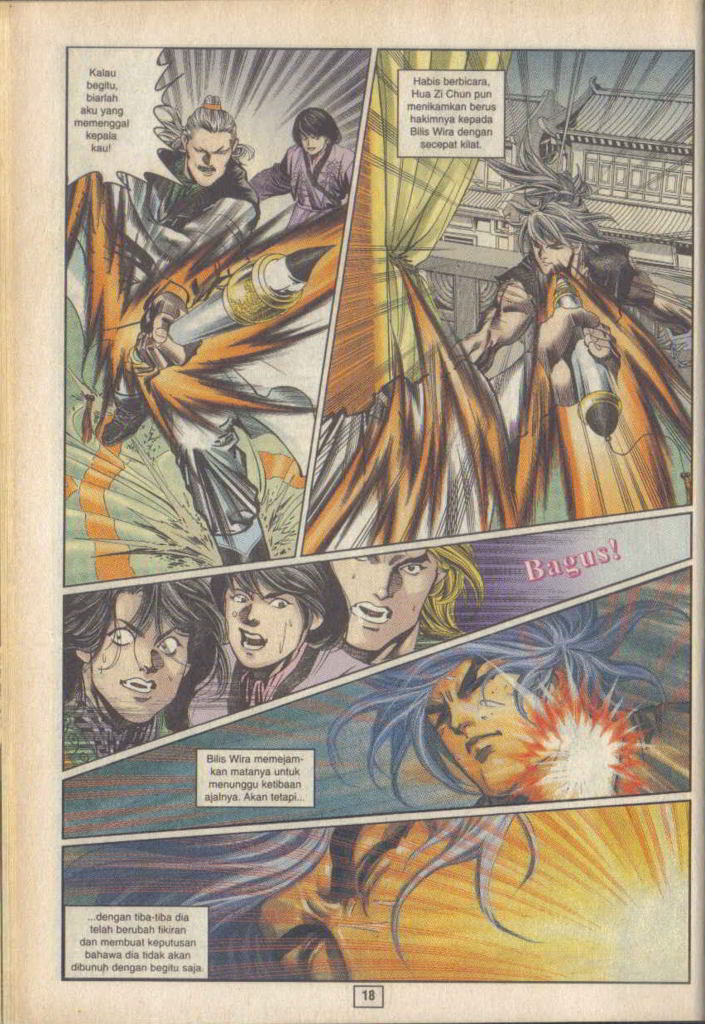 Kalau
begitu,
biarlah
aku yang
memenggal
kepala
kau!
Habis berbicara,
Hua Zi Chun pun
menikamkan berus
hakimnya kepada
Bilis Wira dengan
secepat kilat.
Bagus!
Bilis Wira memejam-
kan matanya untuk
menunggu ketibaan
ajalnya. Akan tetapi...
...dengan tiba-tiba dia
telah berubah fikiran
dan membuat keputusan
bahawa dia tidak akan
dibunuh dengan begitu saja.
18